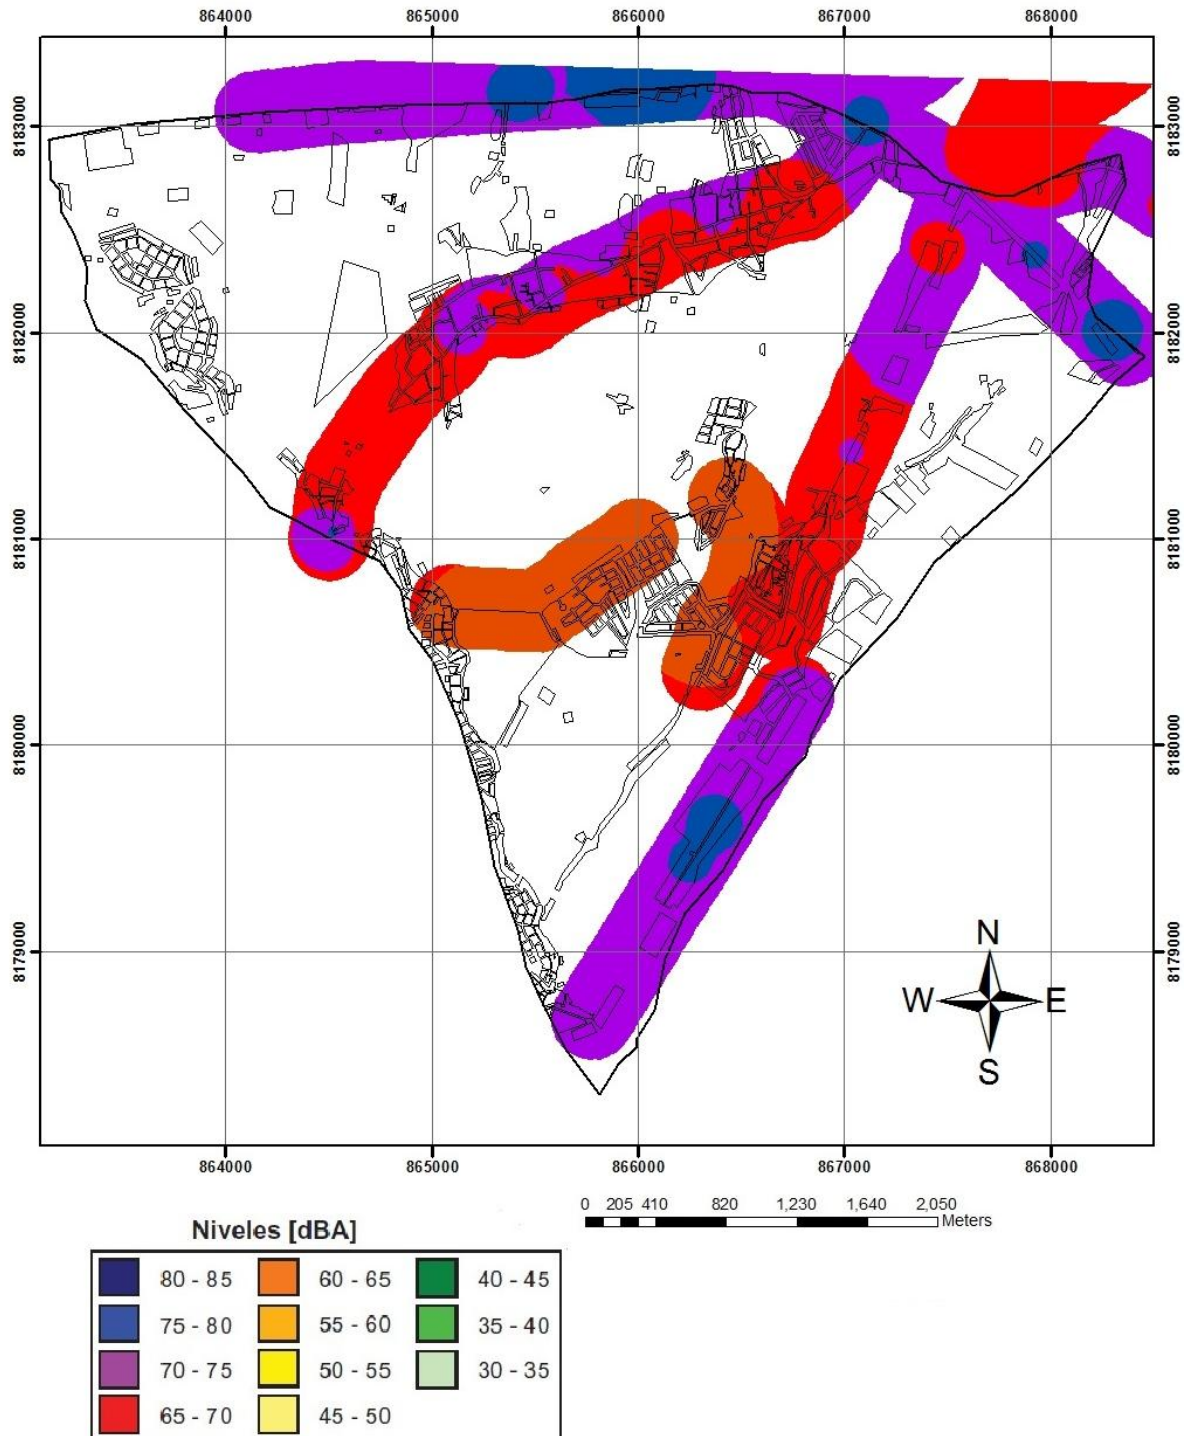 864000 865000 866000 867000 868000
8183000 8183000
8182000 8182000
8181000 8181000
8180000 8180000
8179000 8179000
N
W E
S
864000 865000 866000 867000 868000
0 205 410 820 1,230 1,640 2,050
Meters
Niveles [dBA]
80 - 85 60 - 65 40 - 45
75 - 80 55 - 60 35 - 40
70 - 75 50 - 55 30 - 35
65 - 70 45 - 50